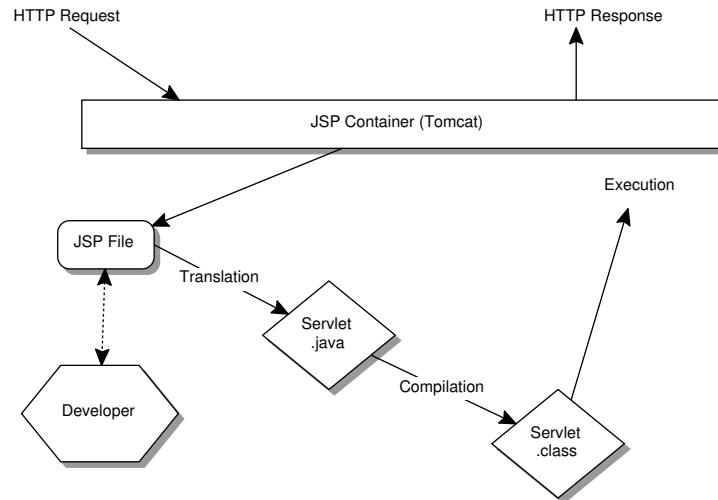 HTTP Request
HTTP Response
JSP Container (Tomcat)
Execution
JSP File
Translation
Servlet
.java
Compilation
Developer
Servlet
.class